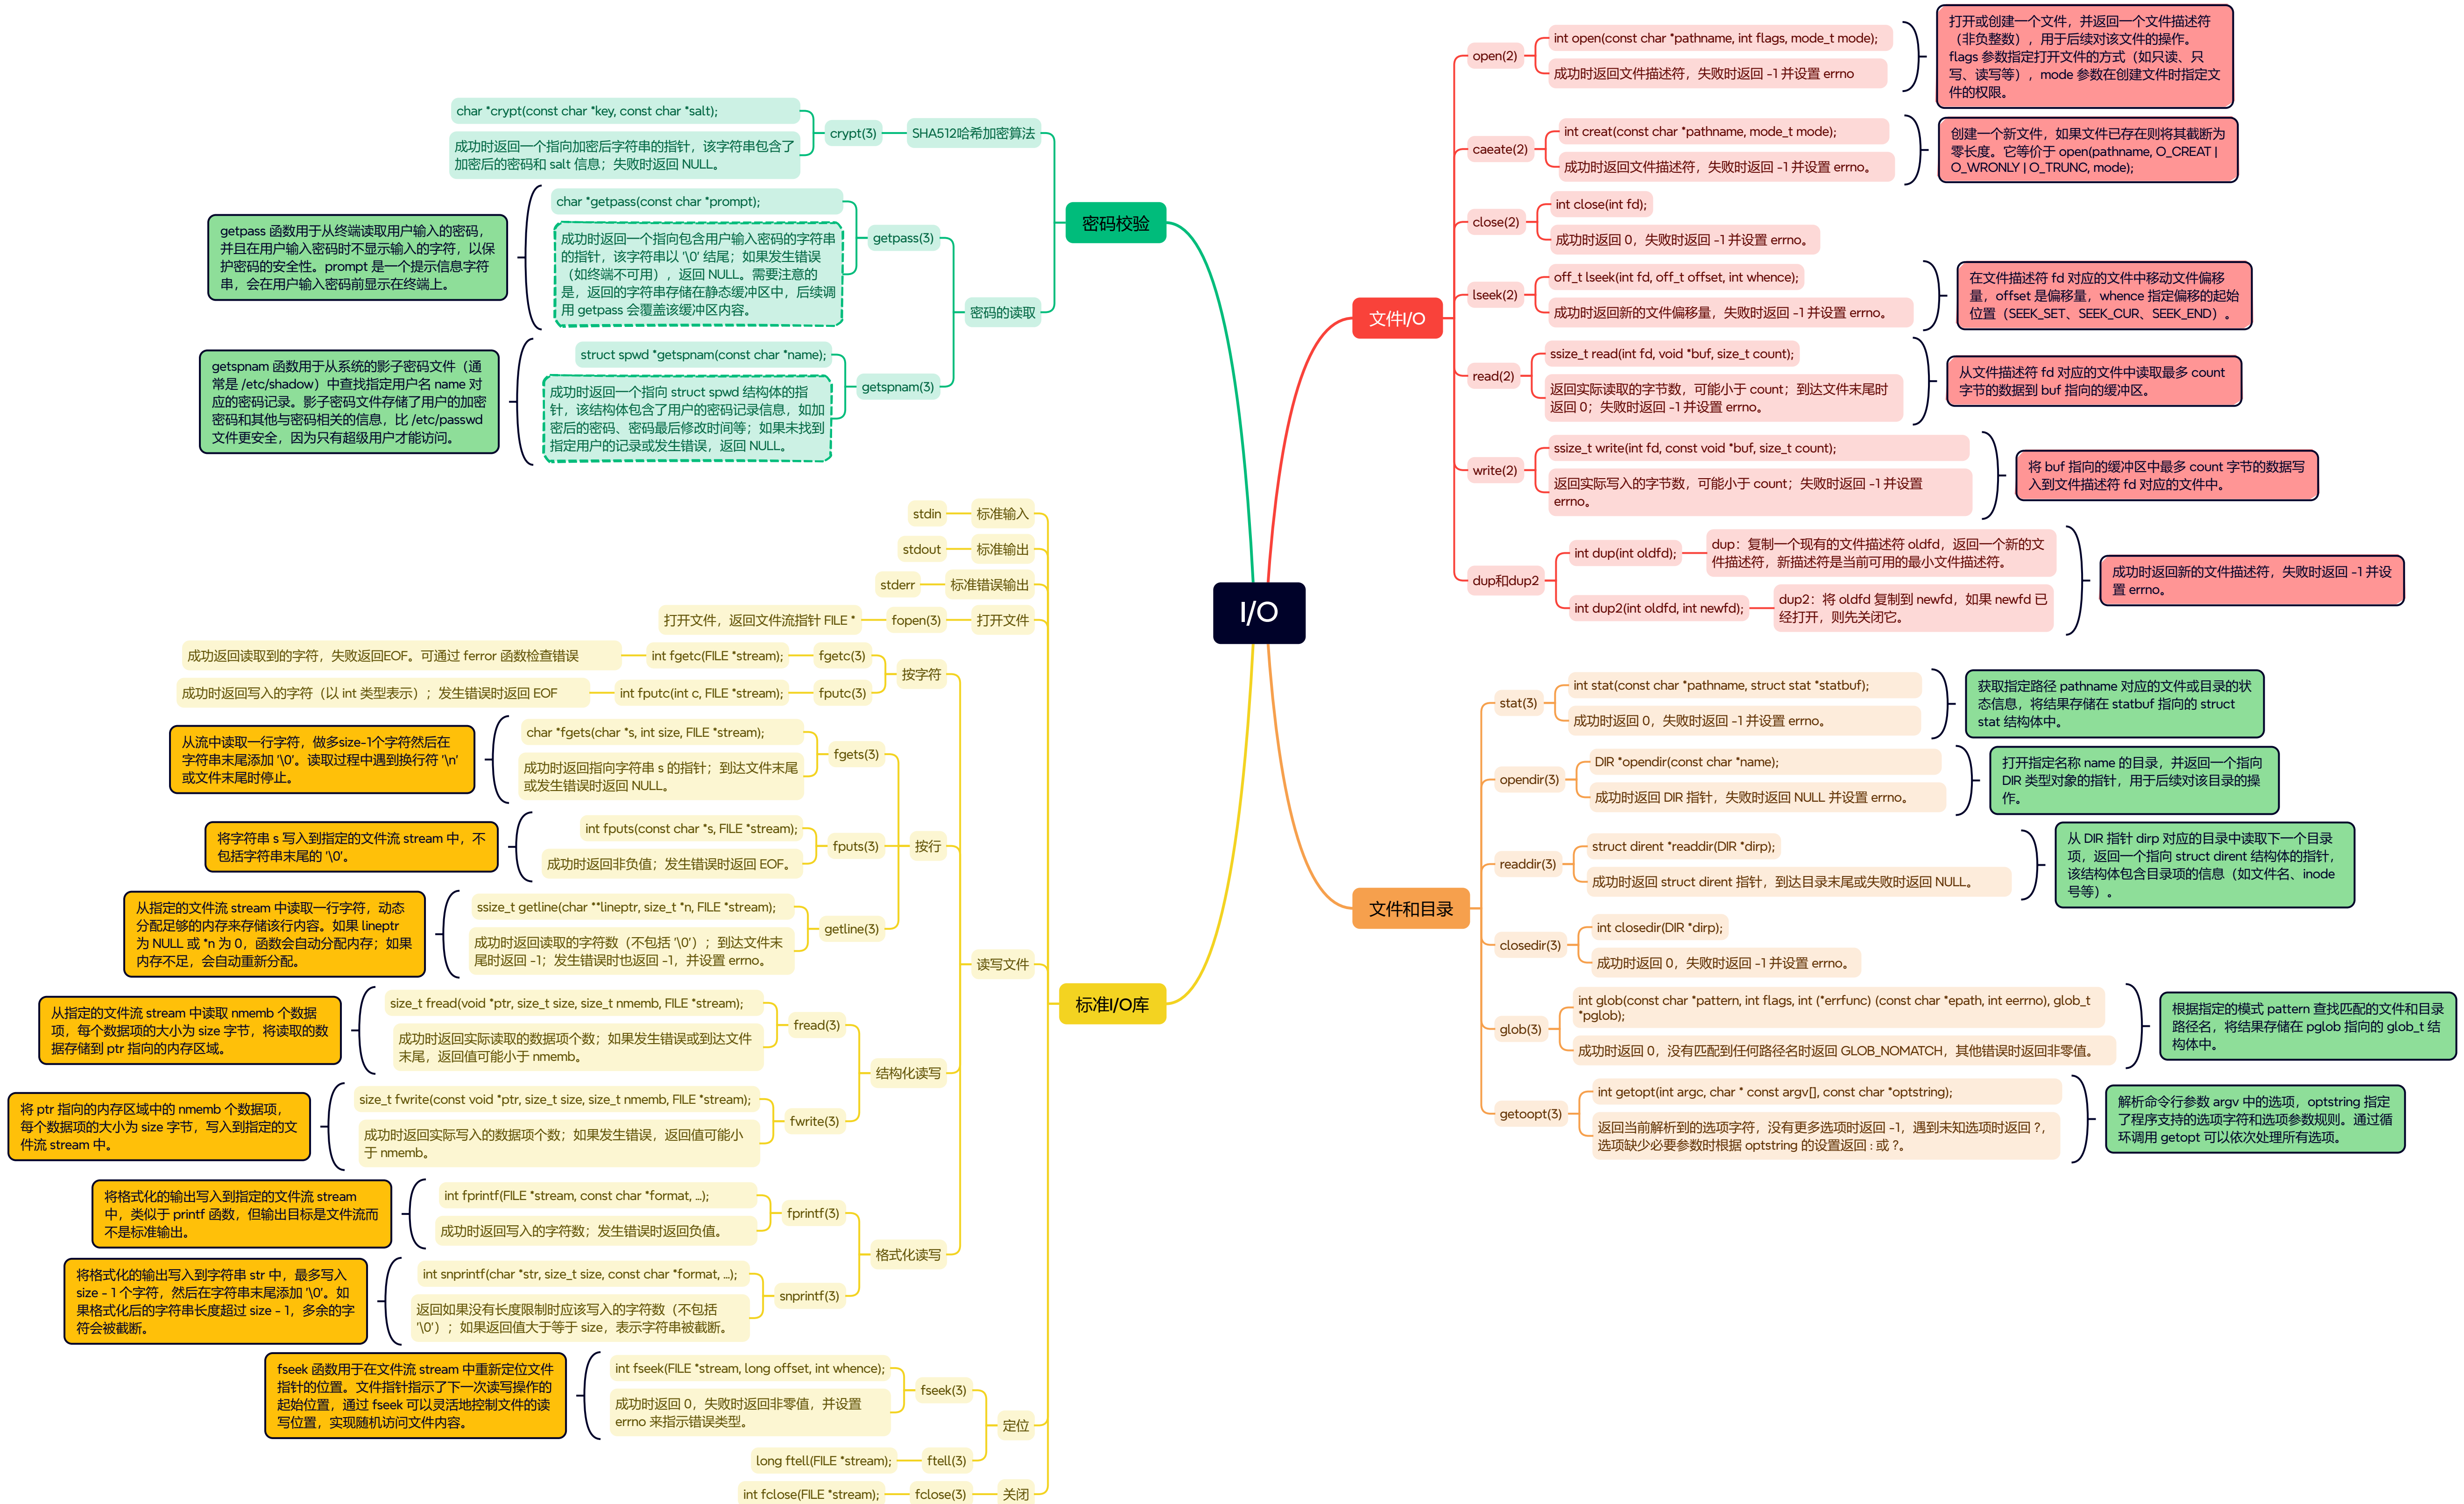 I/O
文件I/O
open(2)
int open(const char *pathname, int flags, mode_t mode);
成功时返回文件描述符，失败时返回 -1 并设置 errno
打开或创建一个文件，并返回一个文件描述符
（非负整数），用于后续对该文件的操作。
flags 参数指定打开文件的方式（如只读、只
写、读写等），mode 参数在创建文件时指定文
件的权限。
caeate(2)
int creat(const char *pathname, mode_t mode);
成功时返回文件描述符，失败时返回 -1 并设置 errno。
创建一个新文件，如果文件已存在则将其截断为
零长度。它等价于 open(pathname, O_CREAT |
O_WRONLY | O_TRUNC, mode);
close(2)
int close(int fd);
成功时返回 0，失败时返回 -1 并设置 errno。
lseek(2)
off_t lseek(int fd, off_t offset, int whence);
成功时返回新的文件偏移量，失败时返回 -1 并设置 errno。
在文件描述符 fd 对应的文件中移动文件偏移
量，offset 是偏移量，whence 指定偏移的起始
位置（SEEK_SET、SEEK_CUR、SEEK_END）。
read(2)
ssize_t read(int fd, void *buf, size_t count);
返回实际读取的字节数，可能小于 count；到达文件末尾时
返回 0；失败时返回 -1 并设置 errno。
从文件描述符 fd 对应的文件中读取最多 count
字节的数据到 buf 指向的缓冲区。
write(2)
ssize_t write(int fd, const void *buf, size_t count);
返回实际写入的字节数，可能小于 count；失败时返回 -1 并设置
errno。
将 buf 指向的缓冲区中最多 count 字节的数据写
入到文件描述符 fd 对应的文件中。
dup和dup2
int dup(int oldfd);
dup：复制一个现有的文件描述符 oldfd，返回一个新的文
件描述符，新描述符是当前可用的最小文件描述符。
int dup2(int oldfd, int newfd);
dup2：将 oldfd 复制到 newfd，如果 newfd 已
经打开，则先关闭它。
成功时返回新的文件描述符，失败时返回 -1 并设
置 errno。
文件和目录
stat(3)
int stat(const char *pathname, struct stat *statbuf);
成功时返回 0，失败时返回 -1 并设置 errno。
获取指定路径 pathname 对应的文件或目录的状
态信息，将结果存储在 statbuf 指向的 struct
stat 结构体中。
opendir(3)
DIR *opendir(const char *name);
成功时返回 DIR 指针，失败时返回 NULL 并设置 errno。
打开指定名称 name 的目录，并返回一个指向
DIR 类型对象的指针，用于后续对该目录的操
作。
readdir(3)
struct dirent *readdir(DIR *dirp);
成功时返回 struct dirent 指针，到达目录末尾或失败时返回 NULL。
从 DIR 指针 dirp 对应的目录中读取下一个目录
项，返回一个指向 struct dirent 结构体的指针，
该结构体包含目录项的信息（如文件名、inode
号等）。
closedir(3)
int closedir(DIR *dirp);
成功时返回 0，失败时返回 -1 并设置 errno。
glob(3)
int glob(const char *pattern, int flags, int (*errfunc) (const char *epath, int eerrno), glob_t
*pglob);
成功时返回 0，没有匹配到任何路径名时返回 GLOB_NOMATCH，其他错误时返回非零值。
根据指定的模式 pattern 查找匹配的文件和目录
路径名，将结果存储在 pglob 指向的 glob_t 结
构体中。
getoopt(3)
int getopt(int argc, char * const argv[], const char *optstring);
返回当前解析到的选项字符，没有更多选项时返回 -1，遇到未知选项时返回 ?，
选项缺少必要参数时根据 optstring 的设置返回 : 或 ?。
解析命令行参数 argv 中的选项，optstring 指定
了程序支持的选项字符和选项参数规则。通过循
环调用 getopt 可以依次处理所有选项。
密码校验
SHA512哈希加密算法
crypt(3)
char *crypt(const char *key, const char *salt);
成功时返回一个指向加密后字符串的指针，该字符串包含了
加密后的密码和 salt 信息；失败时返回 NULL。
密码的读取
getpass(3)
char *getpass(const char *prompt);
成功时返回一个指向包含用户输入密码的字符串
的指针，该字符串以 '\0' 结尾；如果发生错误
（如终端不可用），返回 NULL。需要注意的
是，返回的字符串存储在静态缓冲区中，后续调
用 getpass 会覆盖该缓冲区内容。
getpass 函数用于从终端读取用户输入的密码，
并且在用户输入密码时不显示输入的字符，以保
护密码的安全性。prompt 是一个提示信息字符
串，会在用户输入密码前显示在终端上。
getspnam(3)
struct spwd *getspnam(const char *name);
成功时返回一个指向 struct spwd 结构体的指
针，该结构体包含了用户的密码记录信息，如加
密后的密码、密码最后修改时间等；如果未找到
指定用户的记录或发生错误，返回 NULL。
getspnam 函数用于从系统的影子密码文件（通
常是 /etc/shadow）中查找指定用户名 name 对
应的密码记录。影子密码文件存储了用户的加密
密码和其他与密码相关的信息，比 /etc/passwd
文件更安全，因为只有超级用户才能访问。
标准I/O库
标准输入
stdin
标准输出
stdout
标准错误输出
stderr
打开文件
fopen(3)
打开文件，返回文件流指针 FILE *
读写文件
按字符
fgetc(3)
int fgetc(FILE *stream);
成功返回读取到的字符，失败返回EOF。可通过 ferror 函数检查错误
fputc(3)
int fputc(int c, FILE *stream);
成功时返回写入的字符（以 int 类型表示）；发生错误时返回 EOF
按行
fgets(3)
char *fgets(char *s, int size, FILE *stream);
成功时返回指向字符串 s 的指针；到达文件末尾
或发生错误时返回 NULL。
从流中读取一行字符，做多size-1个字符然后在
字符串末尾添加 '\0'。读取过程中遇到换行符 '\n'
或文件末尾时停止。
fputs(3)
int fputs(const char *s, FILE *stream);
成功时返回非负值；发生错误时返回 EOF。
将字符串 s 写入到指定的文件流 stream 中，不
包括字符串末尾的 '\0'。
getline(3)
ssize_t getline(char **lineptr, size_t *n, FILE *stream);
成功时返回读取的字符数（不包括 '\0'）；到达文件末
尾时返回 -1；发生错误时也返回 -1，并设置 errno。
从指定的文件流 stream 中读取一行字符，动态
分配足够的内存来存储该行内容。如果 lineptr
为 NULL 或 *n 为 0，函数会自动分配内存；如果
内存不足，会自动重新分配。
结构化读写
fread(3)
size_t fread(void *ptr, size_t size, size_t nmemb, FILE *stream);
成功时返回实际读取的数据项个数；如果发生错误或到达文件
末尾，返回值可能小于 nmemb。
从指定的文件流 stream 中读取 nmemb 个数据
项，每个数据项的大小为 size 字节，将读取的数
据存储到 ptr 指向的内存区域。
fwrite(3)
size_t fwrite(const void *ptr, size_t size, size_t nmemb, FILE *stream);
成功时返回实际写入的数据项个数；如果发生错误，返回值可能小
于 nmemb。
将 ptr 指向的内存区域中的 nmemb 个数据项，
每个数据项的大小为 size 字节，写入到指定的文
件流 stream 中。
格式化读写
fprintf(3)
int fprintf(FILE *stream, const char *format, ...);
成功时返回写入的字符数；发生错误时返回负值。
将格式化的输出写入到指定的文件流 stream
中，类似于 printf 函数，但输出目标是文件流而
不是标准输出。
snprintf(3)
int snprintf(char *str, size_t size, const char *format, ...);
返回如果没有长度限制时应该写入的字符数（不包括
'\0'）；如果返回值大于等于 size，表示字符串被截断。
将格式化的输出写入到字符串 str 中，最多写入
size - 1 个字符，然后在字符串末尾添加 '\0'。如
果格式化后的字符串长度超过 size - 1，多余的字
符会被截断。
定位
fseek(3)
int fseek(FILE *stream, long offset, int whence);
成功时返回 0，失败时返回非零值，并设置
errno 来指示错误类型。
fseek 函数用于在文件流 stream 中重新定位文件
指针的位置。文件指针指示了下一次读写操作的
起始位置，通过 fseek 可以灵活地控制文件的读
写位置，实现随机访问文件内容。
ftell(3)
long ftell(FILE *stream);
关闭
fclose(3)
int fclose(FILE *stream);